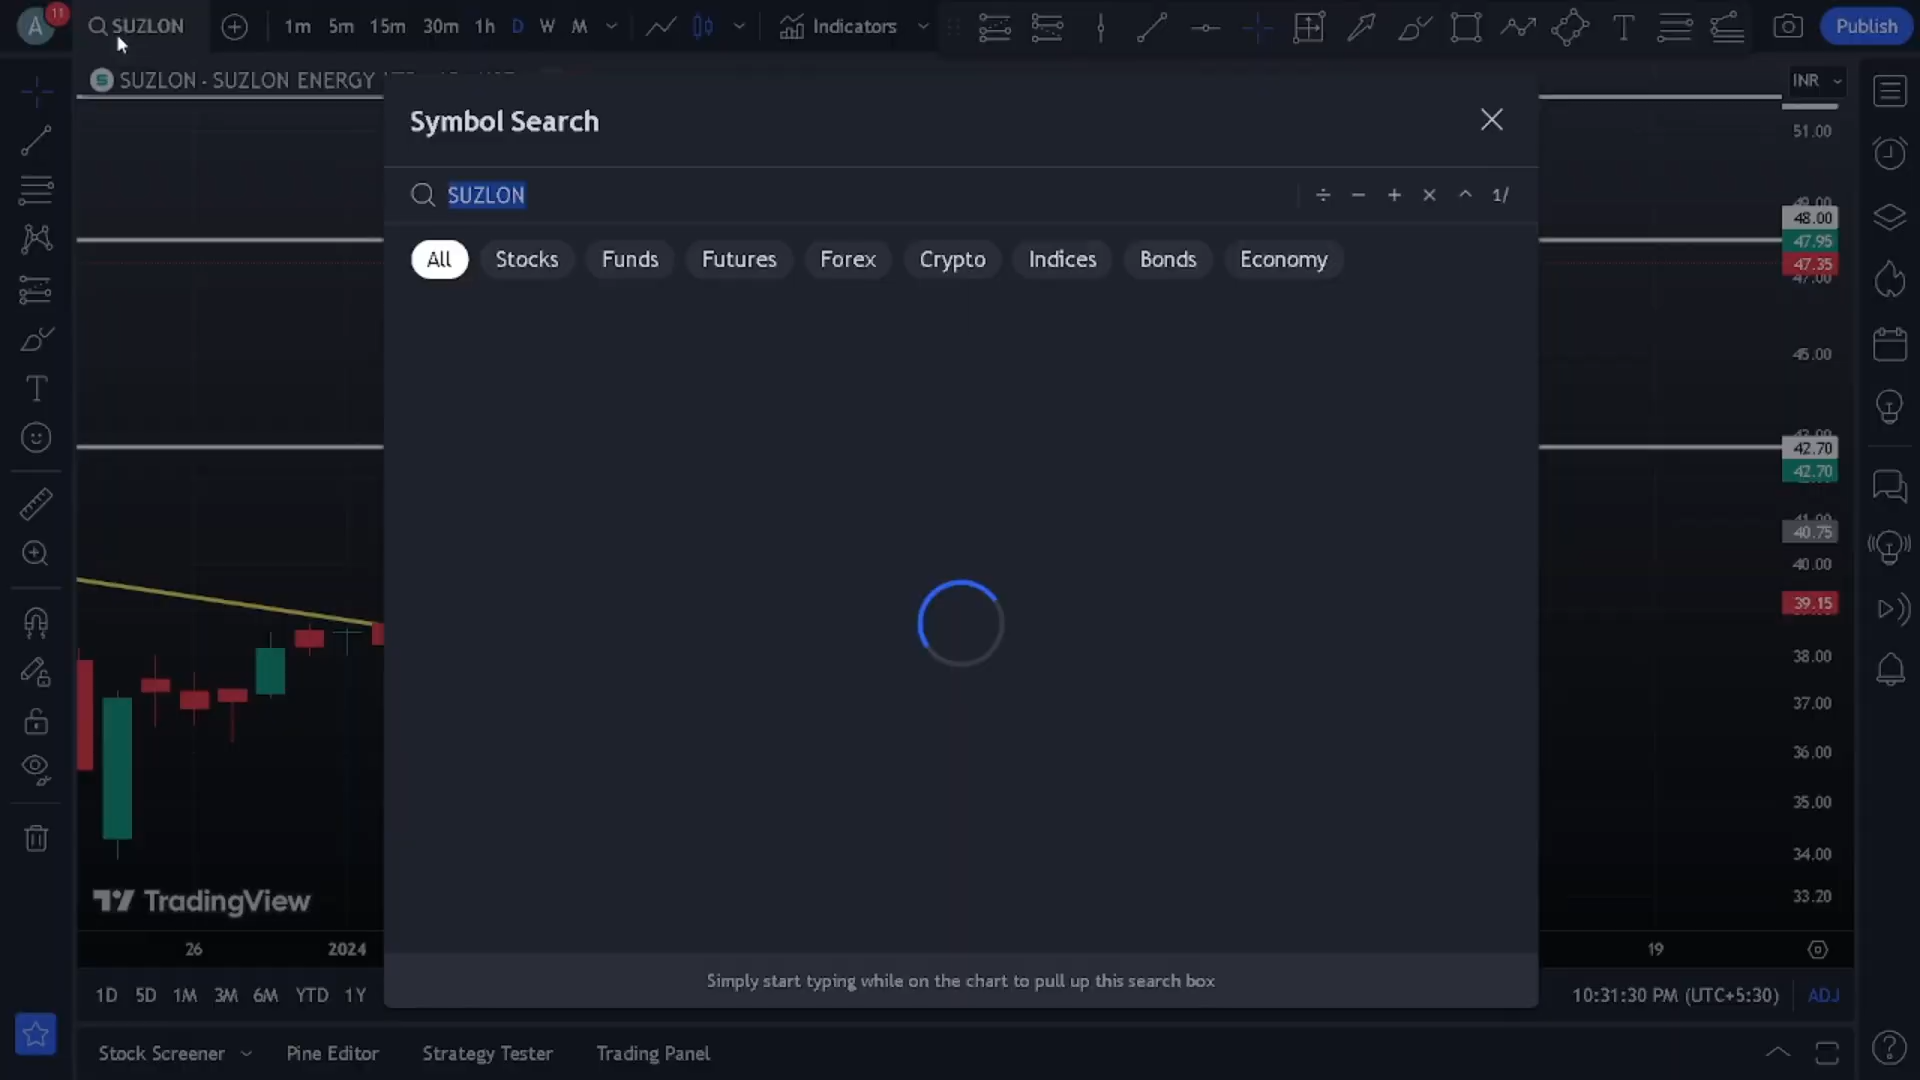 A 11 SUZLON 1m 5m 15m 30m 1h D W M Indicators Publish
S SUZLON - SUZLON ENERGY INR
Symbol Search
SUZLON ÷ − + × ^ 1/
All Stocks Funds Futures Forex Crypto Indices Bonds Economy
51.00
48.00
47.95
47.35
47.00
45.00
42.70
42.70
40.75
40.00
39.15
38.00
37.00
36.00
35.00
34.00
33.20
TradingView
26 2024 19
Simply start typing while on the chart to pull up this search box
1D 5D 1M 3M 6M YTD 1Y 10:31:30 PM (UTC+5:30) ADJ
Stock Screener Pine Editor Strategy Tester Trading Panel